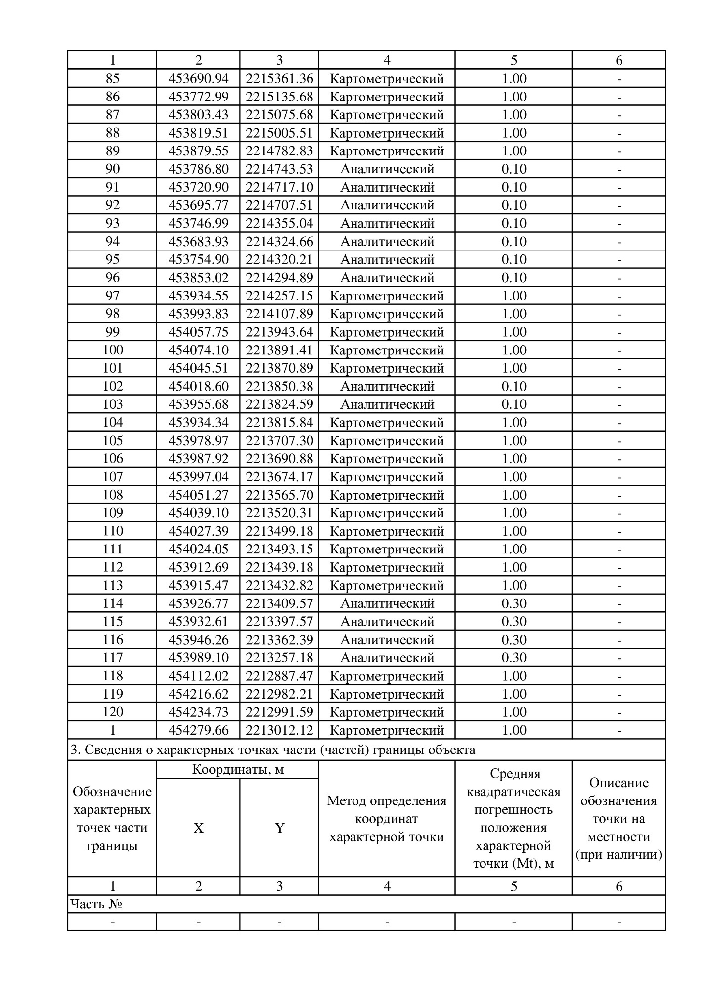 1 2 3 4 5 6
85 453690.94 2215361.36 Картометрический 1.00 -
86 453772.99 2215135.68 Картометрический 1.00 -
87 453803.43 2215075.68 Картометрический 1.00 -
88 453819.51 2215005.51 Картометрический 1.00 -
89 453879.55 2214782.83 Картометрический 1.00 -
90 453786.80 2214743.53 Аналитический 0.10 -
91 453720.90 2214717.10 Аналитический 0.10 -
92 453695.77 2214707.51 Аналитический 0.10 -
93 453746.99 2214355.04 Аналитический 0.10 -
94 453683.93 2214324.66 Аналитический 0.10 -
95 453754.90 2214320.21 Аналитический 0.10 -
96 453853.02 2214294.89 Аналитический 0.10 -
97 453934.55 2214257.15 Картометрический 1.00 -
98 453993.83 2214107.89 Картометрический 1.00 -
99 454057.75 2213943.64 Картометрический 1.00 -
100 454074.10 2213891.41 Картометрический 1.00 -
101 454045.51 2213870.89 Картометрический 1.00 -
102 454018.60 2213850.38 Аналитический 0.10 -
103 453955.68 2213824.59 Аналитический 0.10 -
104 453934.34 2213815.84 Картометрический 1.00 -
105 453978.97 2213707.30 Картометрический 1.00 -
106 453987.92 2213690.88 Картометрический 1.00 -
107 453997.04 2213674.17 Картометрический 1.00 -
108 454051.27 2213565.70 Картометрический 1.00 -
109 454039.10 2213520.31 Картометрический 1.00 -
110 454027.39 2213499.18 Картометрический 1.00 -
111 454024.05 2213493.15 Картометрический 1.00 -
112 453912.69 2213439.18 Картометрический 1.00 -
113 453915.47 2213432.82 Картометрический 1.00 -
114 453926.77 2213409.57 Аналитический 0.30 -
115 453932.61 2213397.57 Аналитический 0.30 -
116 453946.26 2213362.39 Аналитический 0.30 -
117 453989.10 2213257.18 Аналитический 0.30 -
118 454112.02 2212887.47 Картометрический 1.00 -
119 454216.62 2212982.21 Картометрический 1.00 -
120 454234.73 2212991.59 Картометрический 1.00 -
1 454279.66 2213012.12 Картометрический 1.00 -
3. Сведения о характерных точках части (частей) границы объекта
Обозначение
характерных
точек части
границы
Координаты, м
X
Y
Метод определения
координат
характерной точки
Средняя
квадратическая
погрешность
положения
характерной
точки (Mt), м
Описание
обозначения
точки на
местности
(при наличии)
1 2 3 4 5 6
Часть №
- - - - - -